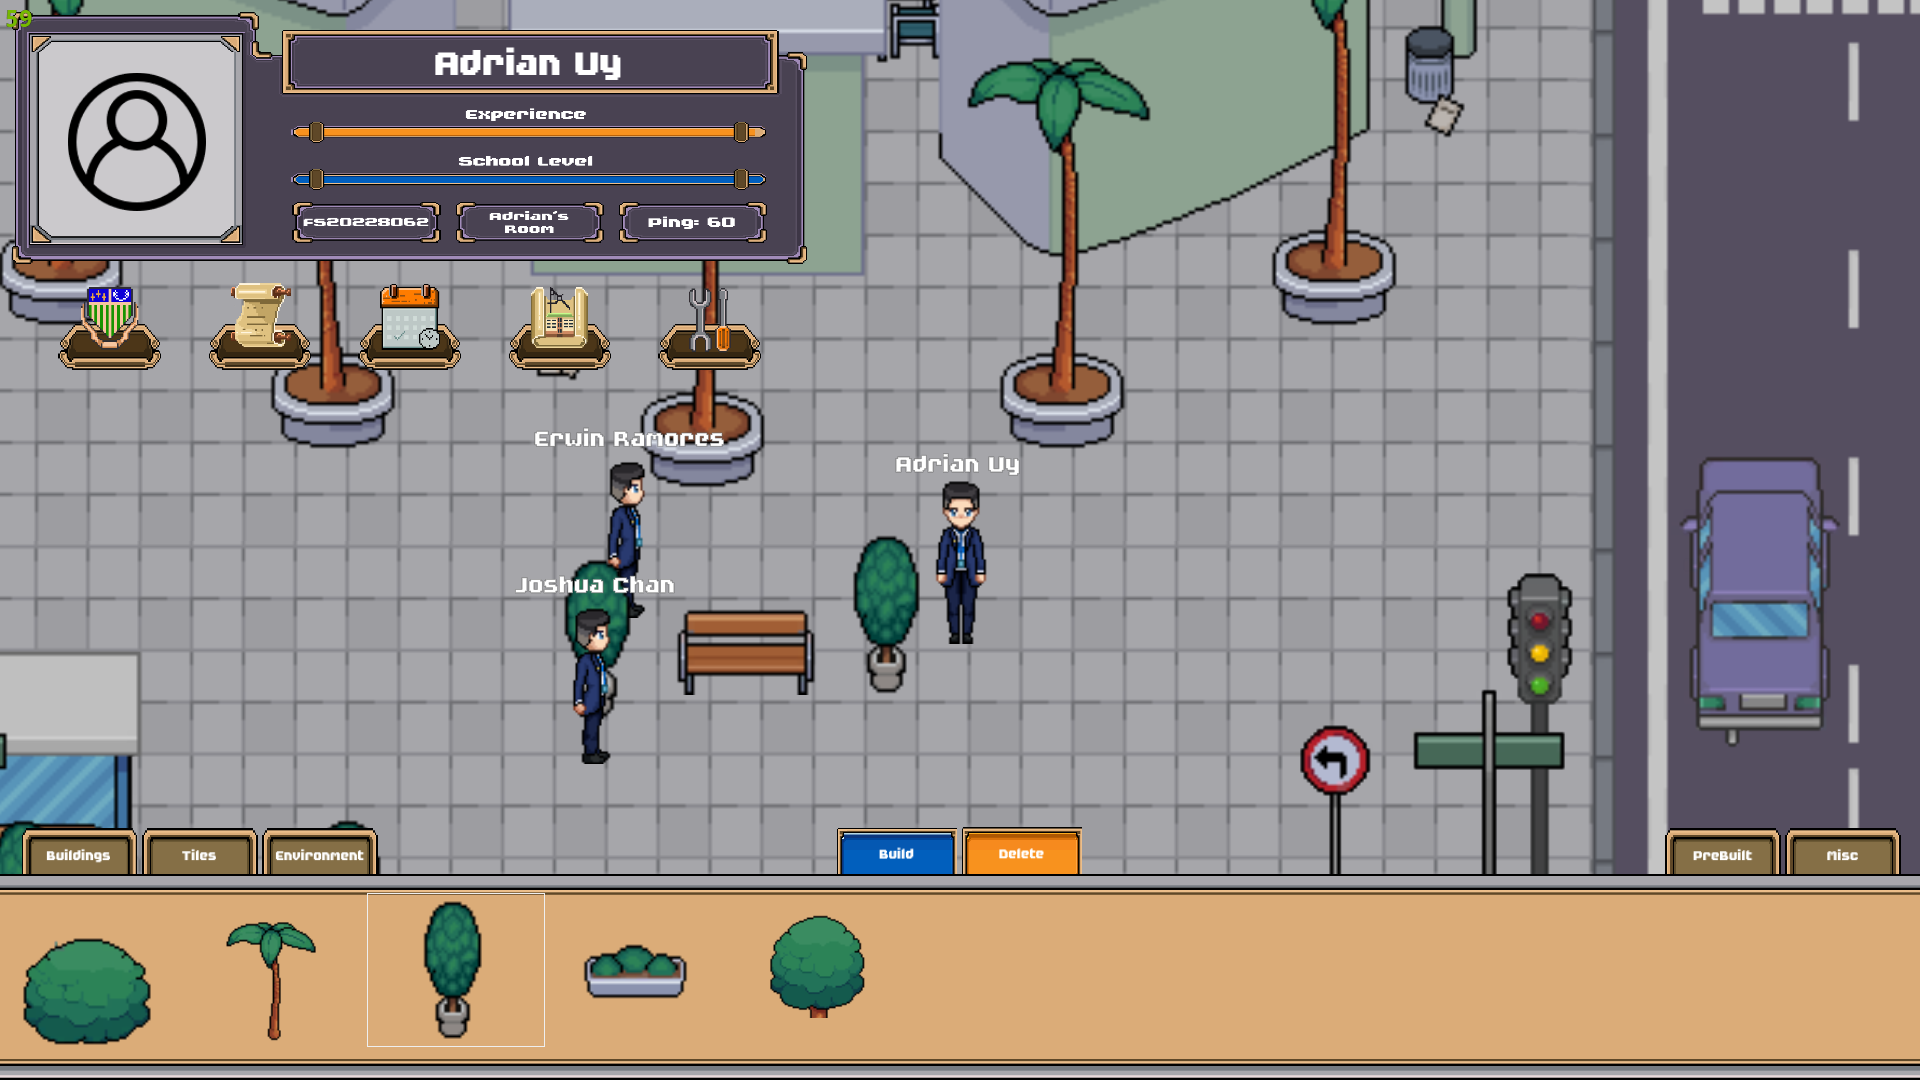 59
Adrian Uy
Experience
School Level
FS20228062
Adrian's
Room
Ping: 60
Erwin Ramores
Adrian Uy
Joshua Chan
Buildings
Tiles
Environment
Build
Delete
PreBuilt
Misc